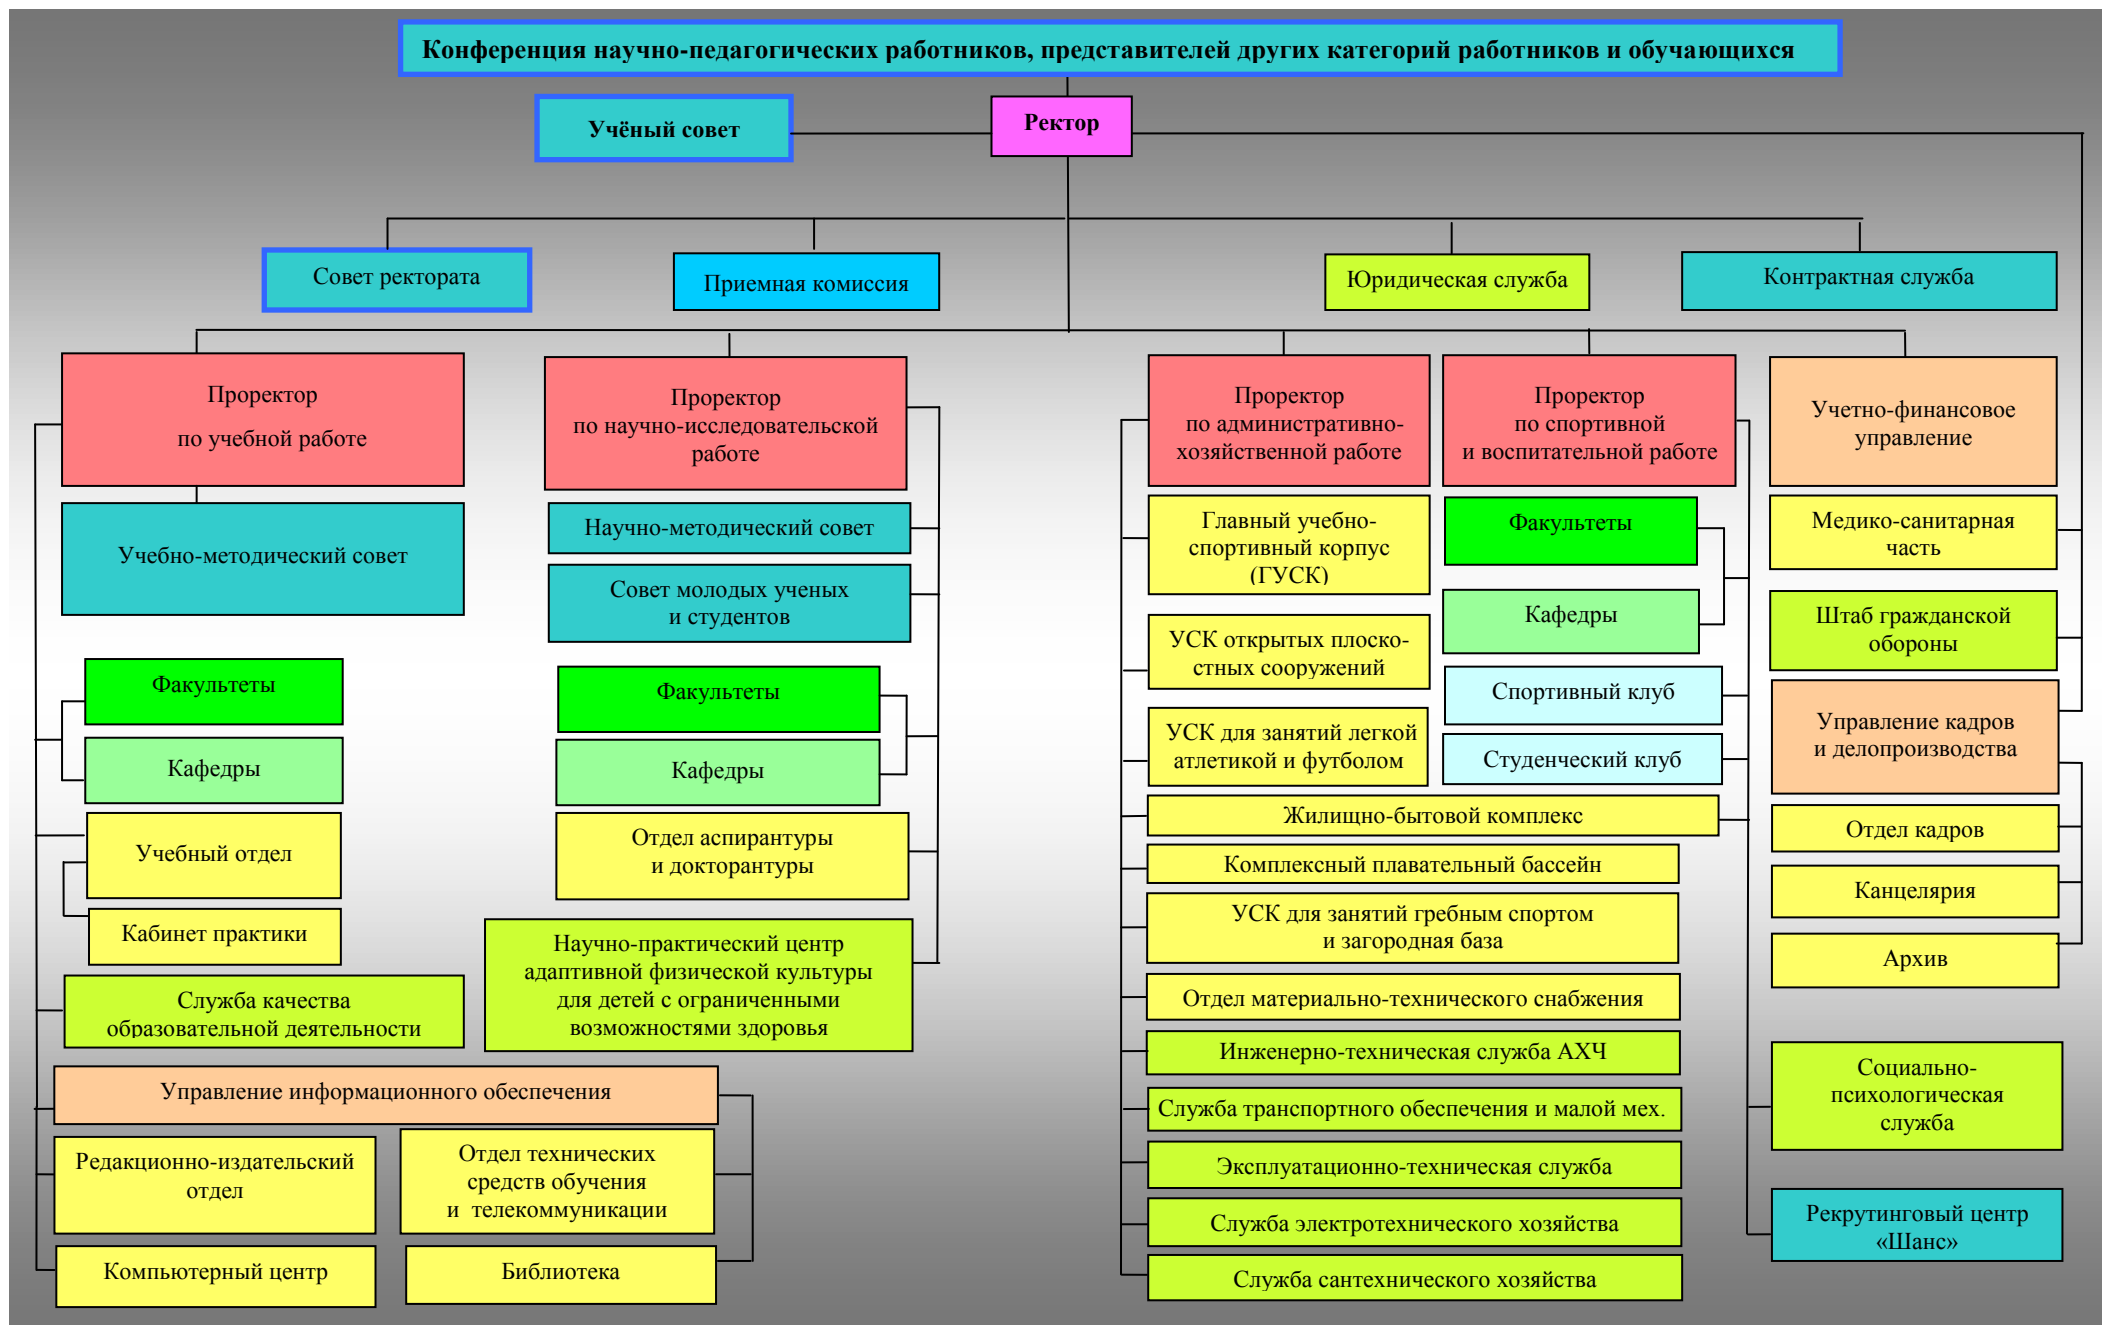 Конференция научно-педагогических работников, представителей других категорий работников и обучающихся
Учёный совет
Ректор
Совет ректората
Приемная комиссия
Юридическая служба
Контрактная служба
Проректор
по учебной работе
Учебно-методический совет
Факультеты
Кафедры
Учебный отдел
Кабинет практики
Служба качества
образовательной деятельности
Управление информационного обеспечения
Редакционно-издательский
отдел
Компьютерный центр
Отдел технических
средств обучения
и телекоммуникации
Библиотека
Проректор
по научно-исследовательской
работе
Научно-методический совет
Совет молодых ученых
и студентов
Факультеты
Кафедры
Отдел аспирантуры
и докторантуры
Научно-практический центр
адаптивной физической культуры
для детей с ограниченными
возможностями здоровья
Проректор
по административно-
хозяйственной работе
Главный учебно-
спортивный корпус
(ГУСК)
УСК открытых плоско-
стных сооружений
УСК для занятий легкой
атлетикой и футболом
Жилищно-бытовой комплекс
Комплексный плавательный бассейн
УСК для занятий гребным спортом
и загородная база
Отдел материально-технического снабжения
Инженерно-техническая служба АХЧ
Служба транспортного обеспечения и малой мех.
Эксплуатационно-техническая служба
Служба электротехнического хозяйства
Служба сантехнического хозяйства
Проректор
по спортивной
и воспитательной работе
Факультеты
Кафедры
Спортивный клуб
Студенческий клуб
Учетно-финансовое
управление
Медико-санитарная
часть
Штаб гражданской
обороны
Управление кадров
и делопроизводства
Отдел кадров
Канцелярия
Архив
Социально-
психологическая
служба
Рекрутинговый центр
«Шанс»